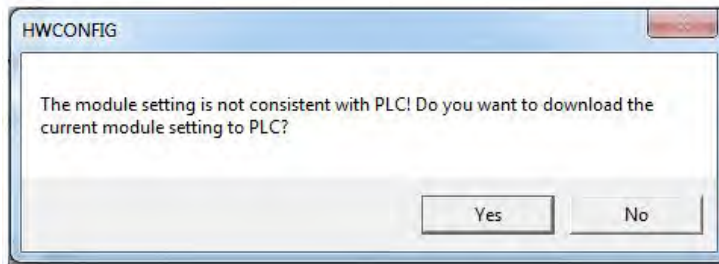 HWCONFIG
The module setting is not consistent with PLC! Do you want to download the
current module setting to PLC?
Yes
No